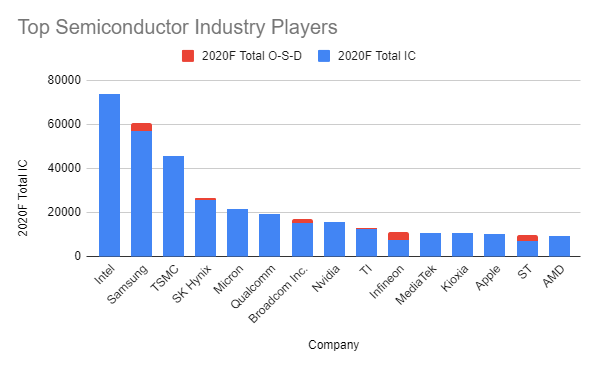 Top Semiconductor Industry Players
2020F Total O-S-D 2020F Total IC
80000
60000
40000
20000
0
2020F Total IC
Intel
Samsung
TSMC
SK Hynix
Micron
Qualcomm
Broadcom Inc.
Nvidia
TI
Infineon
MediaTek
Kioxia
Apple
ST
AMD
Company